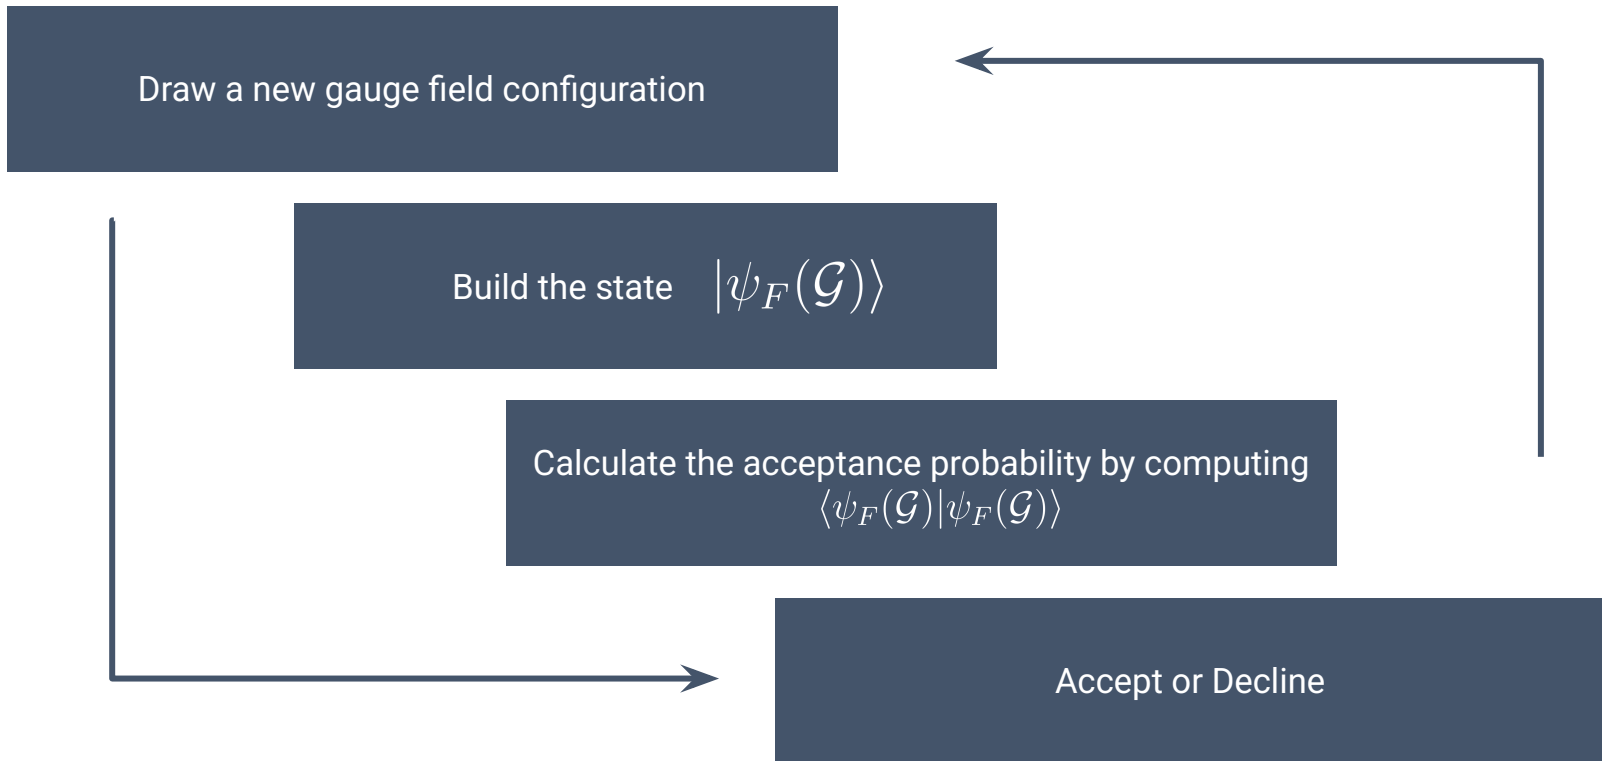 Draw a new gauge field configuration
Build the state |ψ_F(𝒢)⟩
Calculate the acceptance probability by computing
⟨ψ_F(𝒢)|ψ_F(𝒢)⟩
Accept or Decline